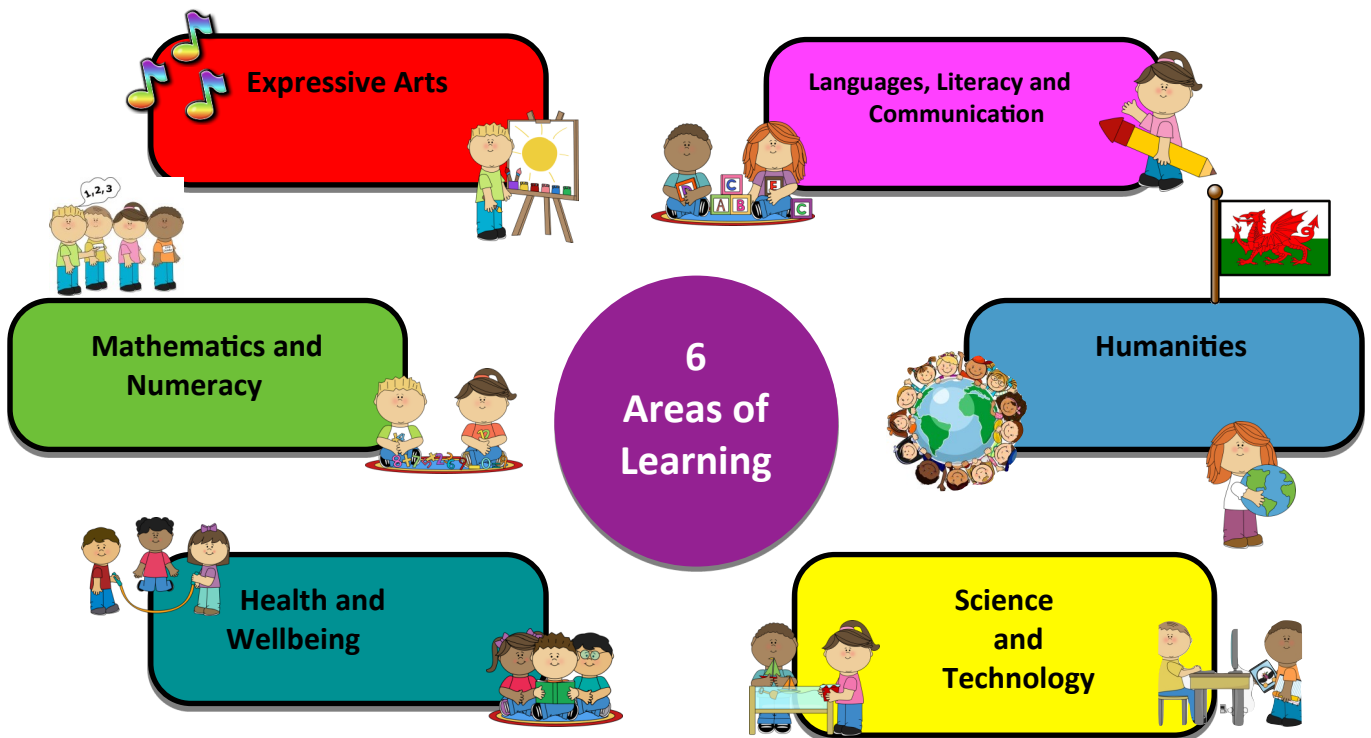 Expressive Arts
Languages, Literacy and
Communication
1,2,3
D
C
E
A B
C
Mathematics and
Numeracy
6
Areas of
Learning
Humanities
Health and
Wellbeing
Science
and
Technology